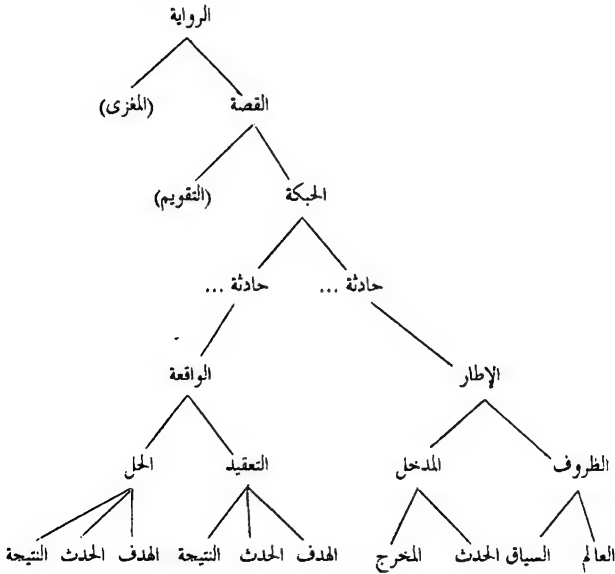 الرواية
القصة (المغزى)
الحبكة (التقويم)
حادثة ... حادثة ...
الإطار الواقعة
الظروف المدخل التعقيد الحل
العالم السياق الحدث المخرج الهدف الحدث النتيجة الهدف الحدث النتيجة